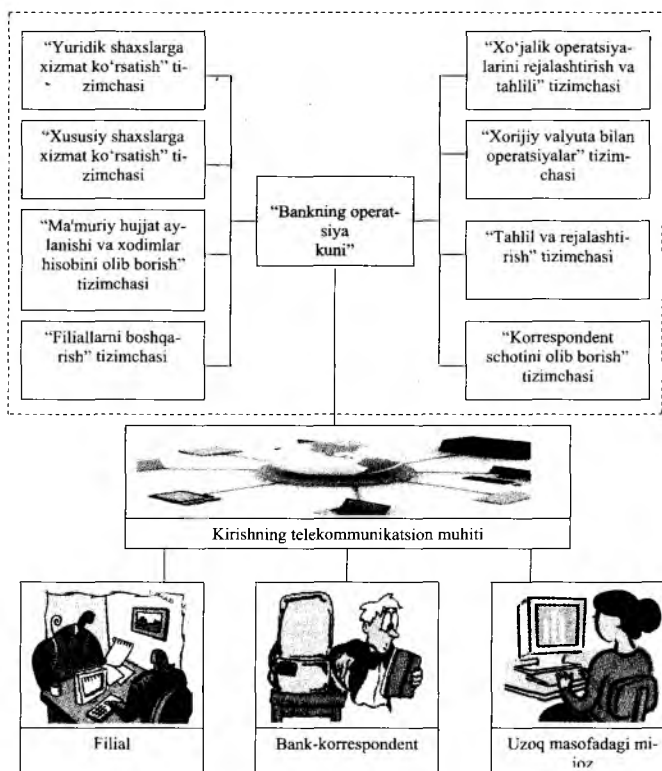 “Yuridik shaxslarga
xizmat ko‘rsatish” ti-
zimchasi
“Xususiy shaxslarga
xizmat ko‘rsatish” ti-
zimchasi
“Ma'muriy hujjat ay-
lanishi va xodimlar
hisobini olib borish”
tizimchasi
“Filiallarni boshqa-
rish” tizimchasi
“Bankning operat-
siya
kuni”
“Xo‘jalik operatsiya-
larini rejalashtirish va
tahlili” tizimchasi
“Xorijiy valyuta bilan
operatsiyalar” tizim-
chasi
“Tahlil va rejalashti-
rish” tizimchasi
“Korrespondent
schotini olib borish”
tizimchasi
Kirishning telekommunikatsion muhiti
Filial
Bank-korrespondent
Uzoq masofadagi mi-
joz